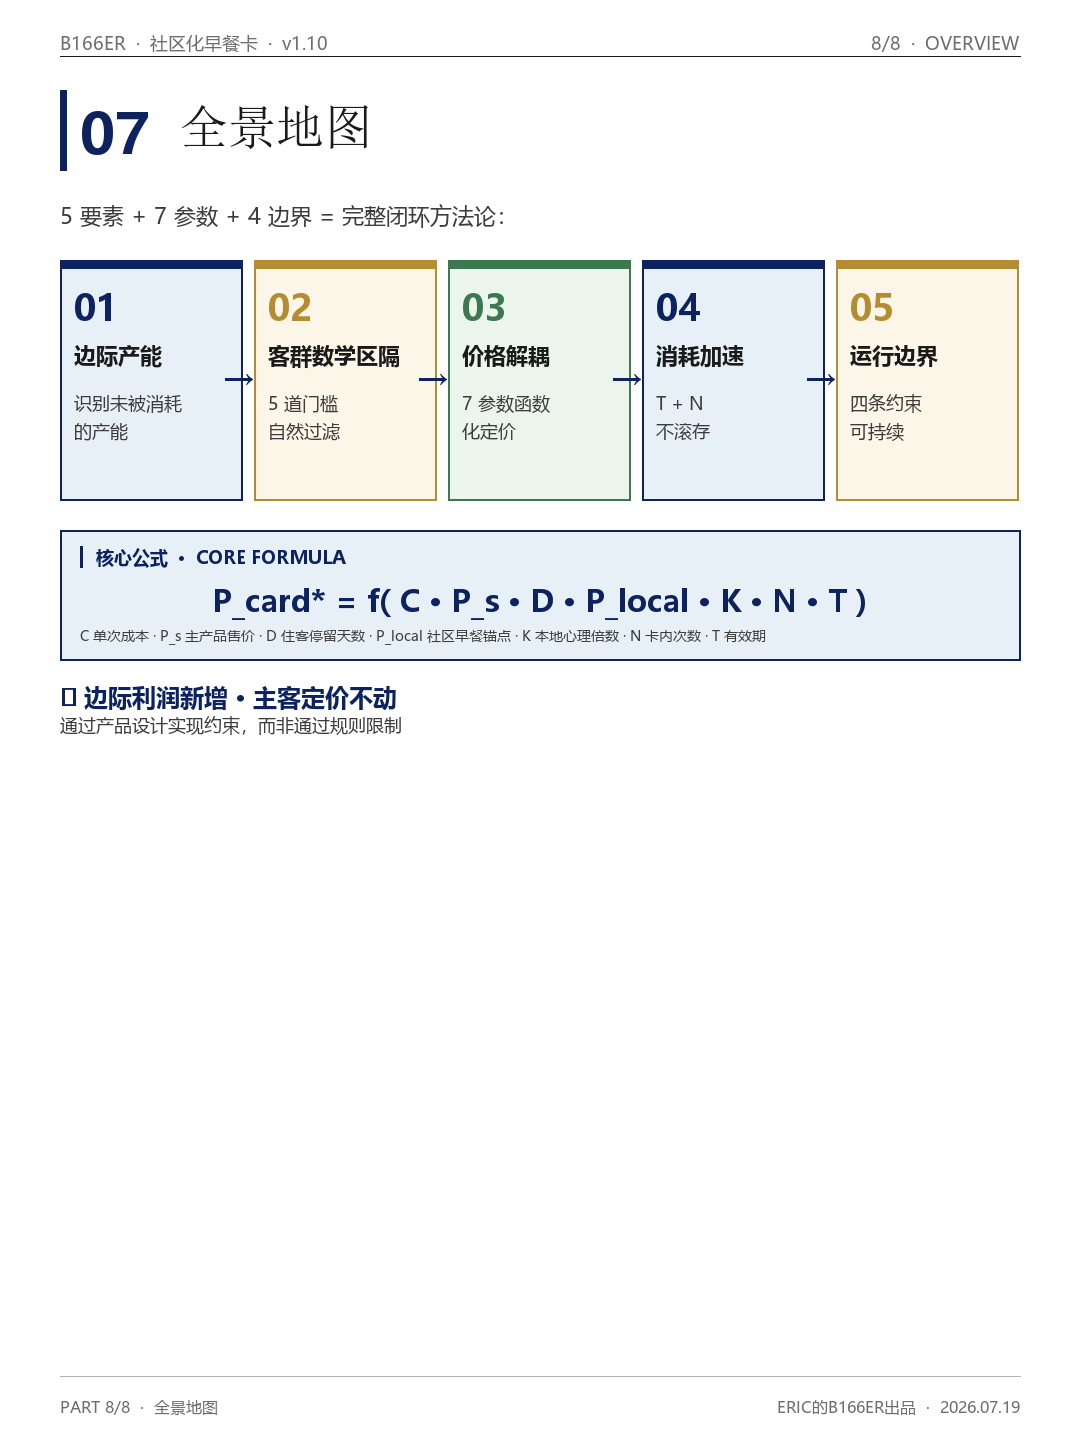 B166ER · 社区化早餐卡 · v1.10
8/8 · OVERVIEW
07 全景地图
5 要素 + 7 参数 + 4 边界 = 完整闭环方法论：
01
边际产能
识别未被消耗
的产能
→
02
客群数学区隔
5 道门槛
自然过滤
→
03
价格解耦
7 参数函数
化定价
→
04
消耗加速
T + N
不滚存
→
05
运行边界
四条约束
可持续
核心公式 · CORE FORMULA
P_card* = f( C · P_s · D · P_local · K · N · T )
C 单次成本 · P_s 主产品售价 · D 住客停留天数 · P_local 社区早餐锚点 · K 本地心理倍数 · N 卡内次数 · T 有效期
边际利润新增 · 主客定价不动
通过产品设计实现约束，而非通过规则限制
PART 8/8 · 全景地图
ERIC的B166ER出品 · 2026.07.19